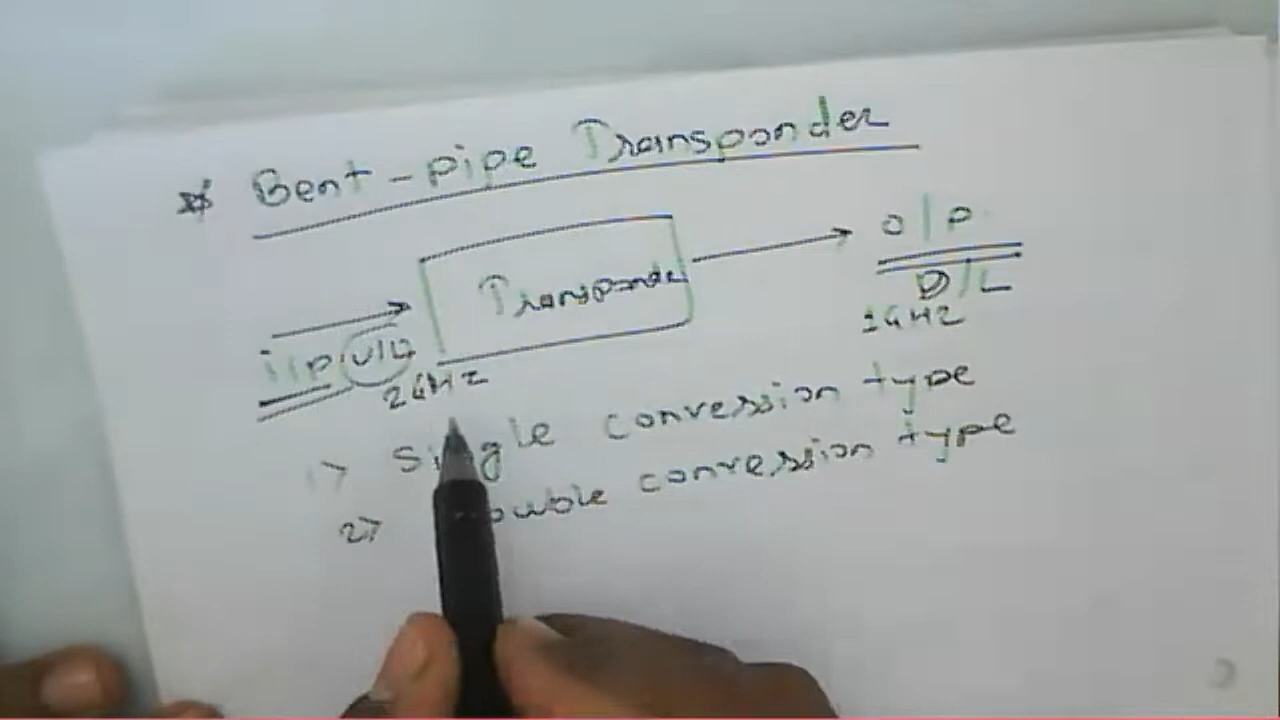 * Bent-pipe Transponder
Transponder
O/P
D/L
1GHZ
i/p U/L
2GHZ
1> Single conversion type
2> Double conversion type